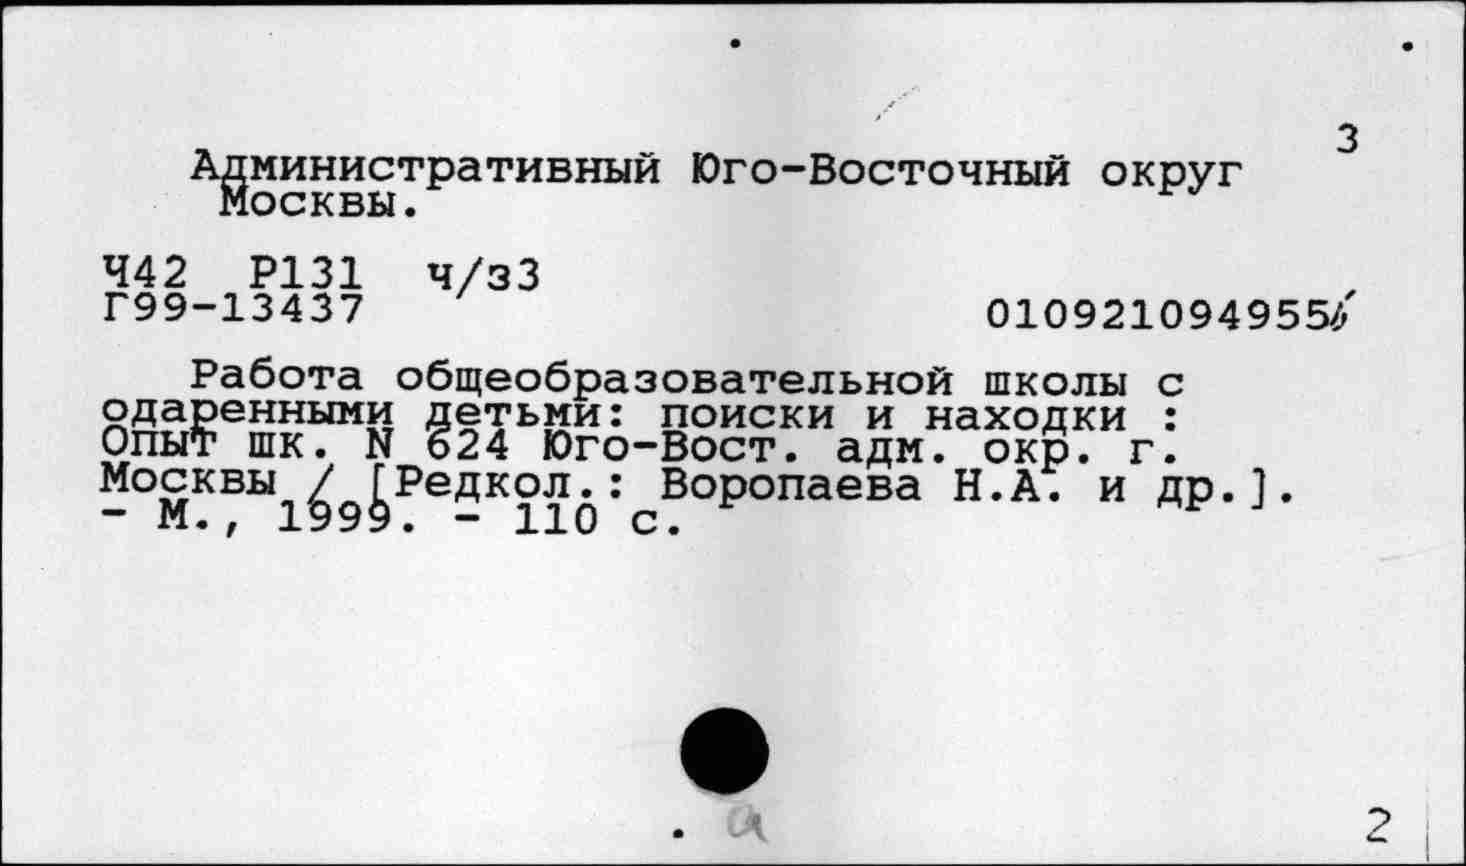 3
Административный Юго-Восточный округ
Москвы.
Ч42 Р131 ч/з3
Г99-13437
010921094955
Работа общеобразовательной школы с
одаренными детьми: поиски и находки :
Опыт шк. N 624 Юго-Вост. адм. окр. г.
Москвы / [Редкол.: Воропаева Н.А. и др.].
- М., 1999. - 110 с.
2